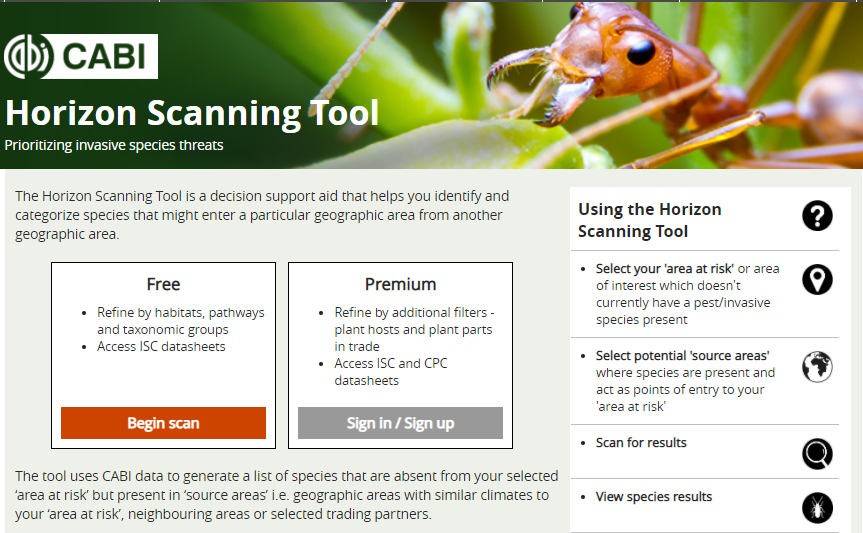 CABI
Horizon Scanning Tool
Prioritizing invasive species threats
The Horizon Scanning Tool is a decision support aid that helps you identify and
categorize species that might enter a particular geographic area from another
geographic area.
Free
• Refine by habitats, pathways
and taxonomic groups
• Access ISC datasheets
Begin scan
Premium
• Refine by additional filters -
plant hosts and plant parts
in trade
• Access ISC and CPC
datasheets
Sign in / Sign up
The tool uses CABI data to generate a list of species that are absent from your selected
‘area at risk’ but present in ‘source areas’ i.e. geographic areas with similar climates to
your ‘area at risk’, neighbouring areas or selected trading partners.
Using the Horizon
Scanning Tool
?
• Select your 'area at risk' or area
of interest which doesn't
currently have a pest/invasive
species present
• Select potential 'source areas'
where species are present and
act as points of entry to your
'area at risk'
• Scan for results
• View species results